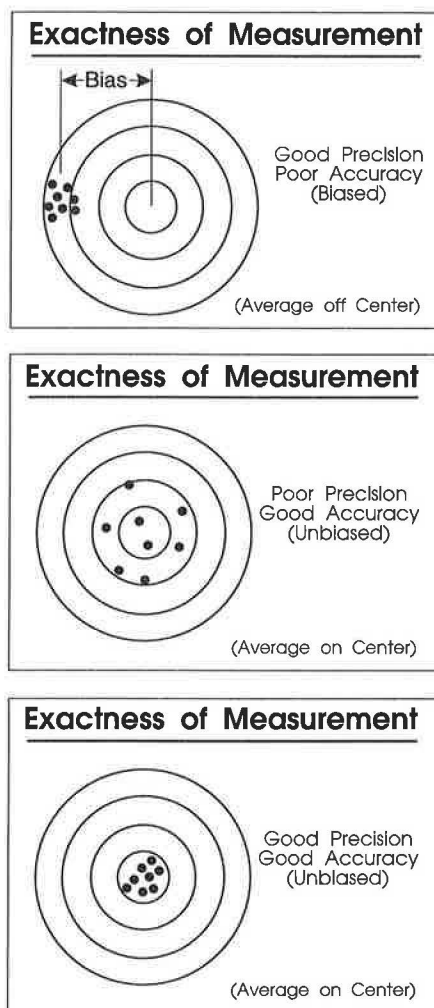 Exactness of Measurement
Bias
Good Precision
Poor Accuracy
(Biased)
(Average off Center)
Exactness of Measurement
Poor Precision
Good Accuracy
(Unbiased)
(Average on Center)
Exactness of Measurement
Good Precision
Good Accuracy
(Unbiased)
(Average on Center)